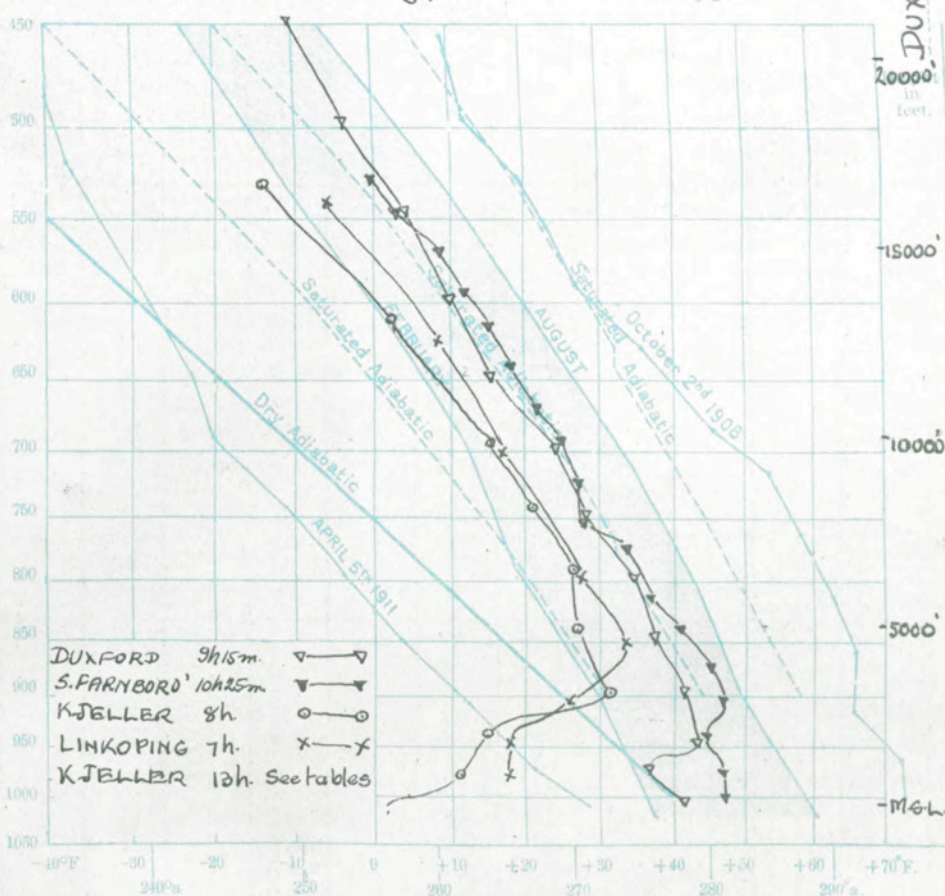 DUX
450
20000'
in
feet.
500
550
15000'
600
Saturated Adiabatic
FEBRUARY
Saturated Adiabatic
AUGUST
Saturated Adiabatic
October 2nd 1908
650
Dry Adiabatic
700
10000'
750
APRIL 5TH 1911
800
850
5000'
DUXFORD 9h15m.
S. FARNBORO' 10h25m.
900
KJELLER 8h.
LINKOPING 7h.
950
KJELLER 13h. See tables
1000
M.S.L.
1050
-10°F. -30 -20 -10 0 +10 +20 +30 +40 +50 +60 +70°F.
240°a 260 270 280 290°